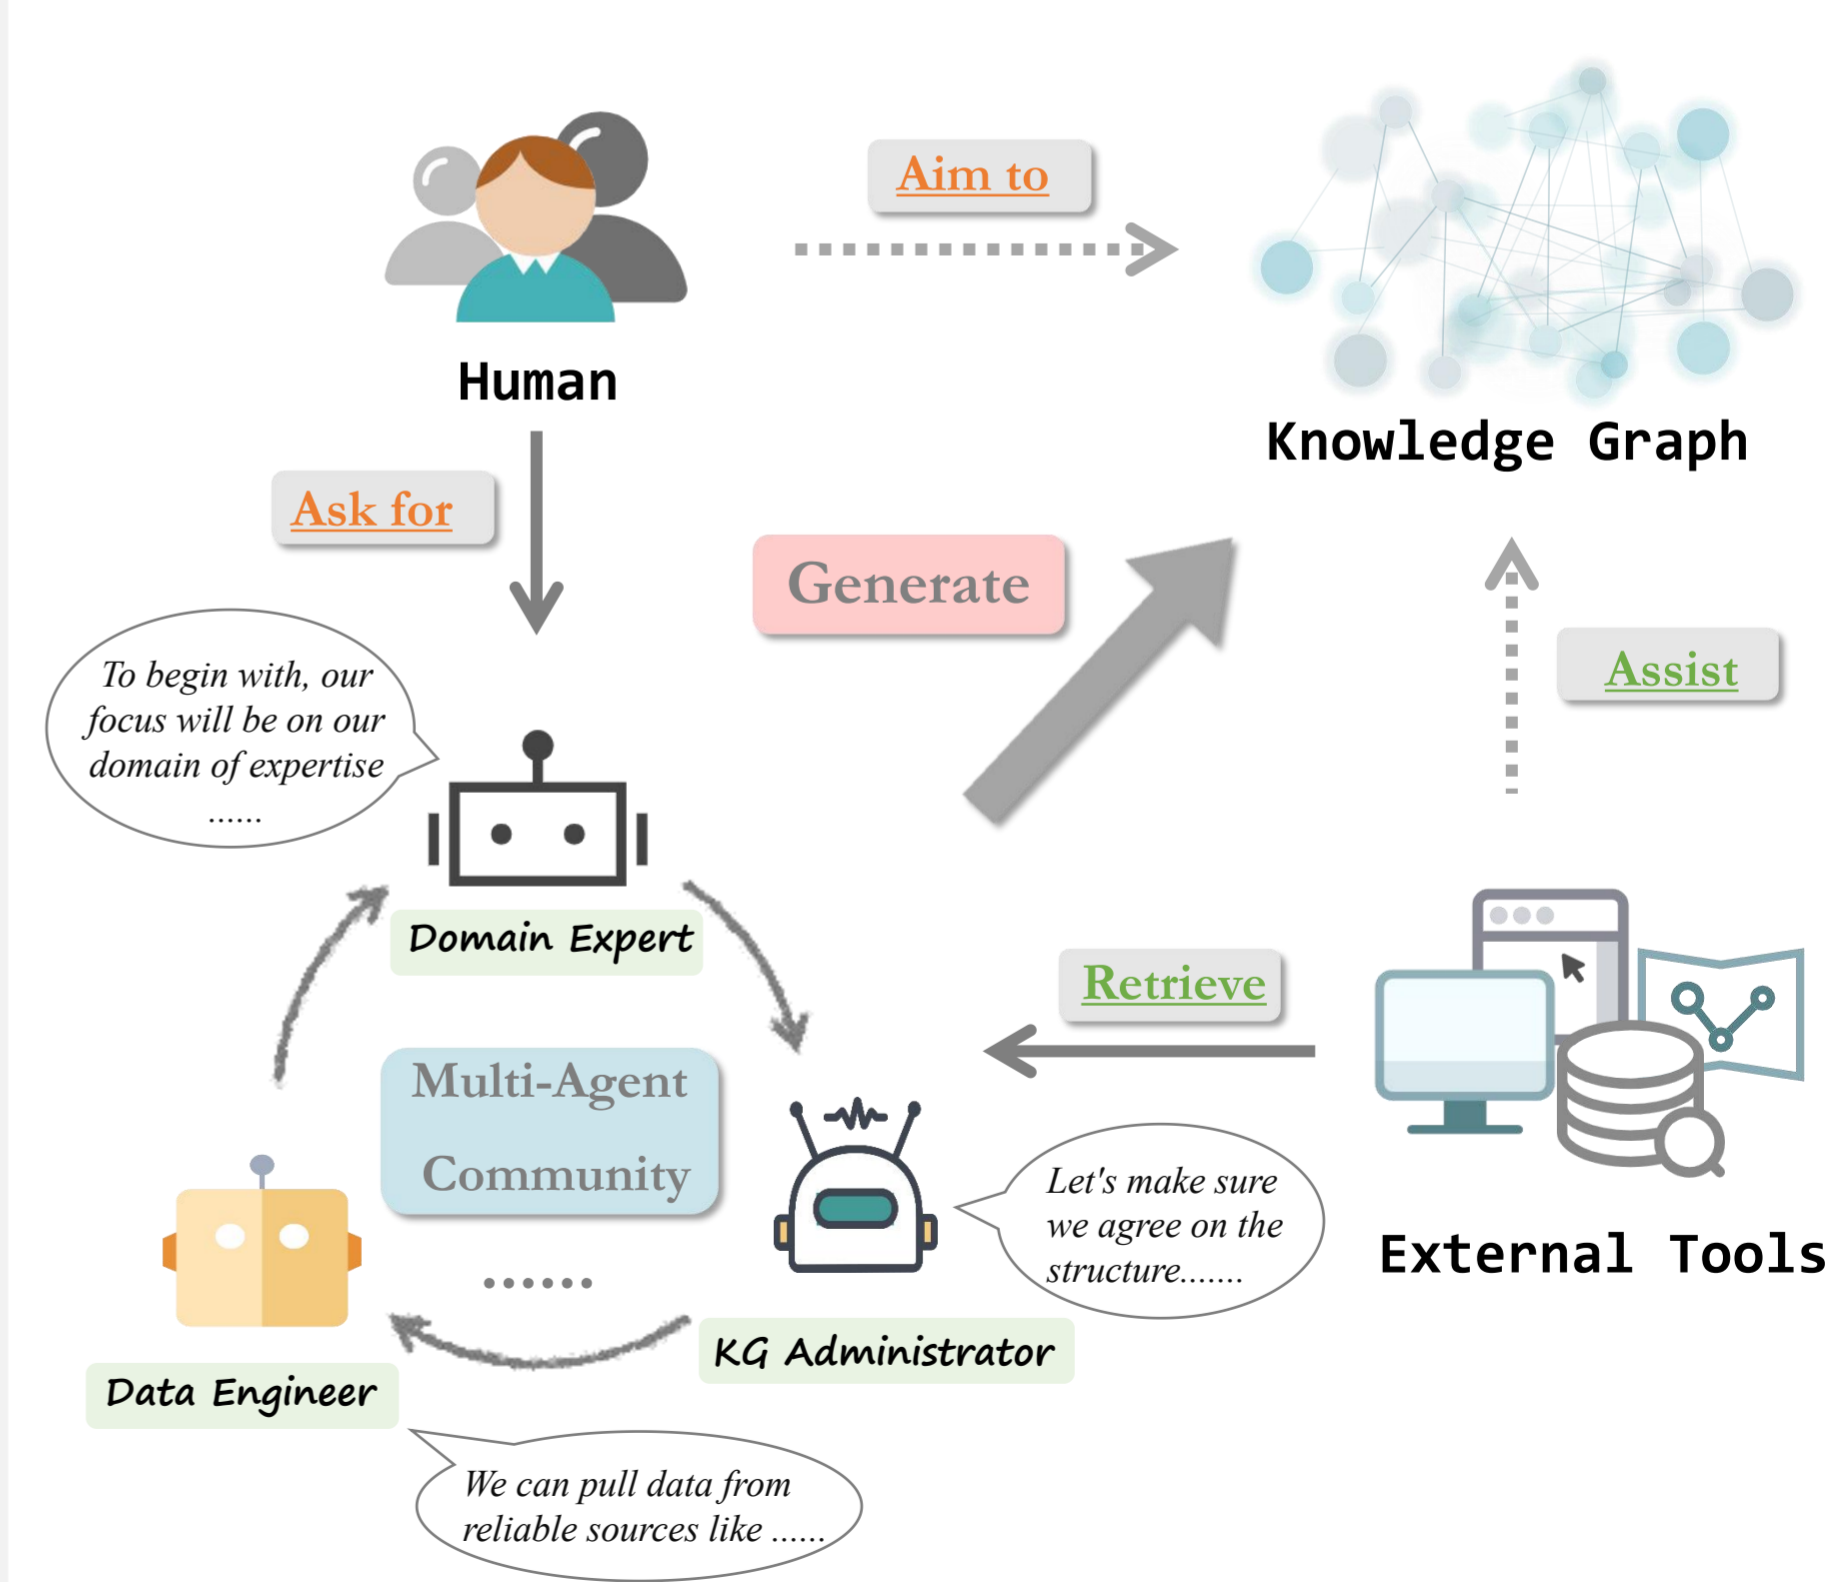 Aim to
Human
Knowledge Graph
Ask for
Generate
Assist
To begin with, our
focus will be on our
domain of expertise
......
Domain Expert
Retrieve
Multi-Agent
Community
......
Let's make sure
we agree on the
structure.......
External Tools
KG Administrator
Data Engineer
We can pull data from
reliable sources like ......